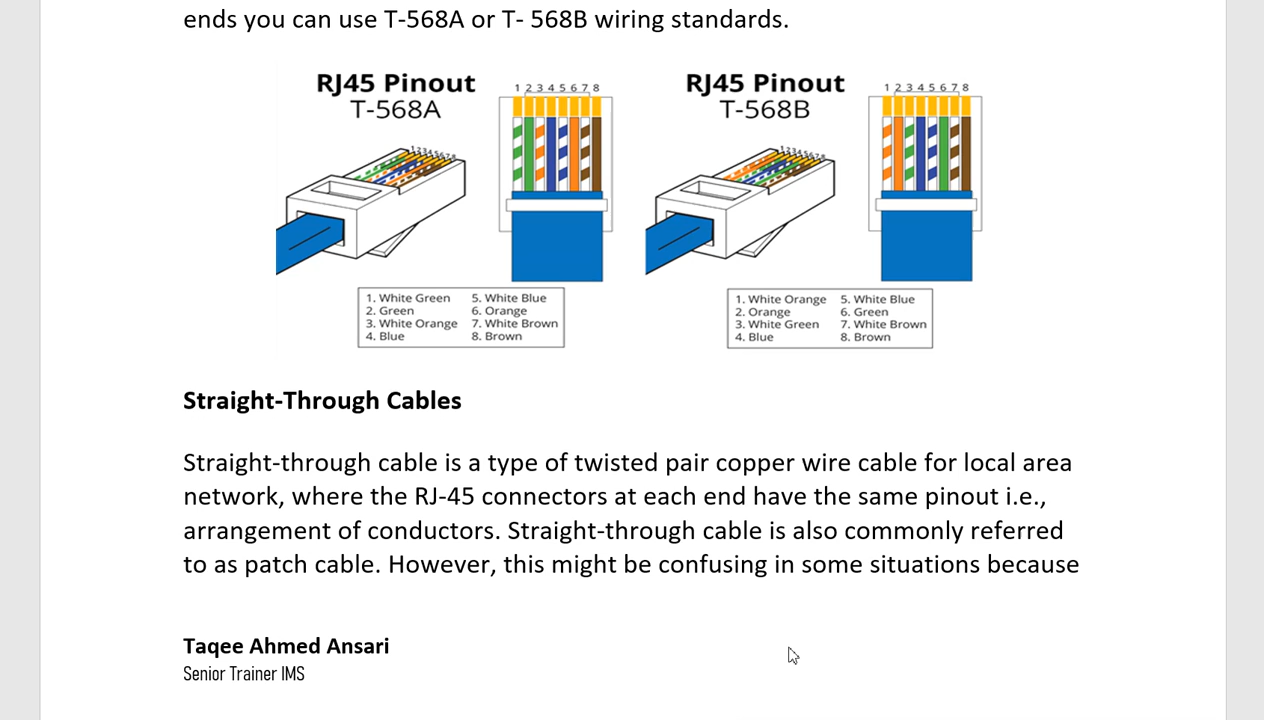 ends you can use T-568A or T- 568B wiring standards.
RJ45 Pinout
T-568A
1 2 3 4 5 6 7 8
12345678
1. White Green 5. White Blue
2. Green 6. Orange
3. White Orange 7. White Brown
4. Blue 8. Brown
RJ45 Pinout
T-568B
1 2 3 4 5 6 7 8
12345678
1. White Orange 5. White Blue
2. Orange 6. Green
3. White Green 7. White Brown
4. Blue 8. Brown
Straight-Through Cables
Straight-through cable is a type of twisted pair copper wire cable for local area
network, where the RJ-45 connectors at each end have the same pinout i.e.,
arrangement of conductors. Straight-through cable is also commonly referred
to as patch cable. However, this might be confusing in some situations because
Taqee Ahmed Ansari
Senior Trainer IMS